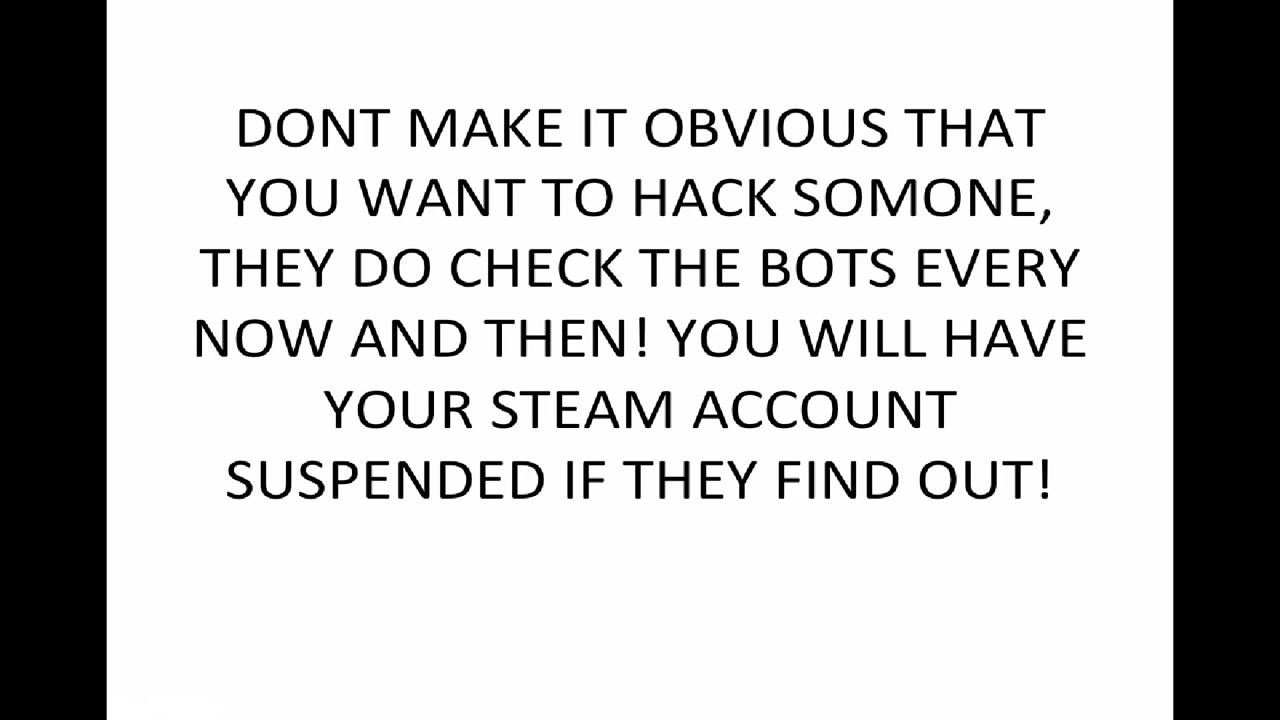 DONT MAKE IT OBVIOUS THAT
YOU WANT TO HACK SOMONE,
THEY DO CHECK THE BOTS EVERY
NOW AND THEN! YOU WILL HAVE
YOUR STEAM ACCOUNT
SUSPENDED IF THEY FIND OUT!